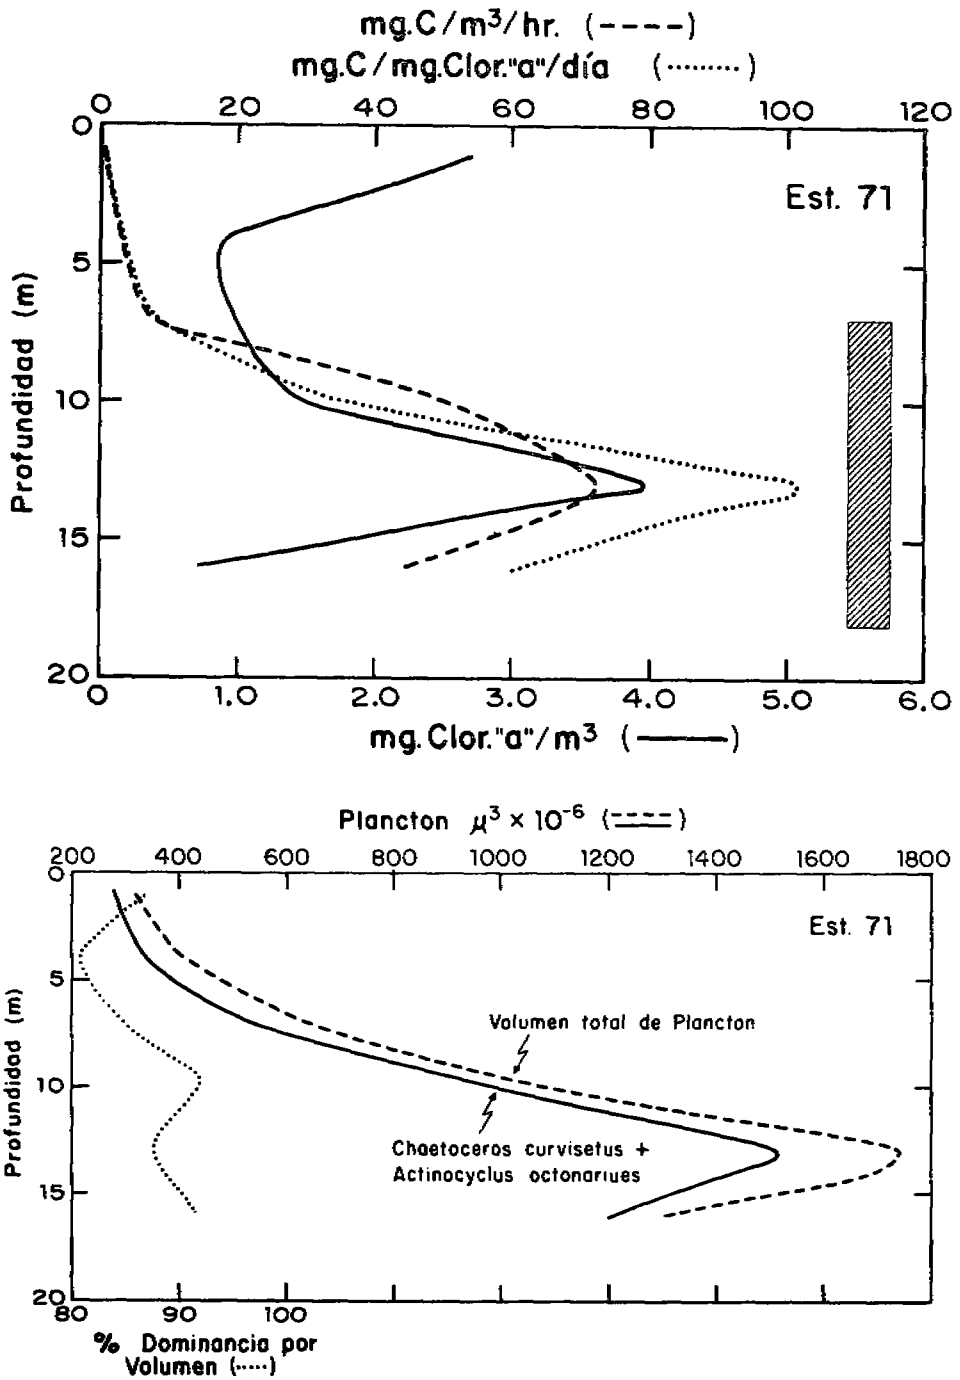 mg.C/m³/hr. (----)
mg.C/mg.Clor."a"/día (........)
0 20 40 60 80 100 120
0
Est. 71
5
10
15
20
Profundidad (m)
0 1.0 2.0 3.0 4.0 5.0 6.0
mg.Clor."a"/m³ (——)
Plancton µ³ × 10⁻⁶ (----)
200 400 600 800 1000 1200 1400 1600 1800
0
Est. 71
5
Volumen total de Plancton
10
Chaetoceros curvisetus +
Actinocyclus octonariues
15
20
Profundidad (m)
80 90 100
% Dominancia por
Volumen (.....)